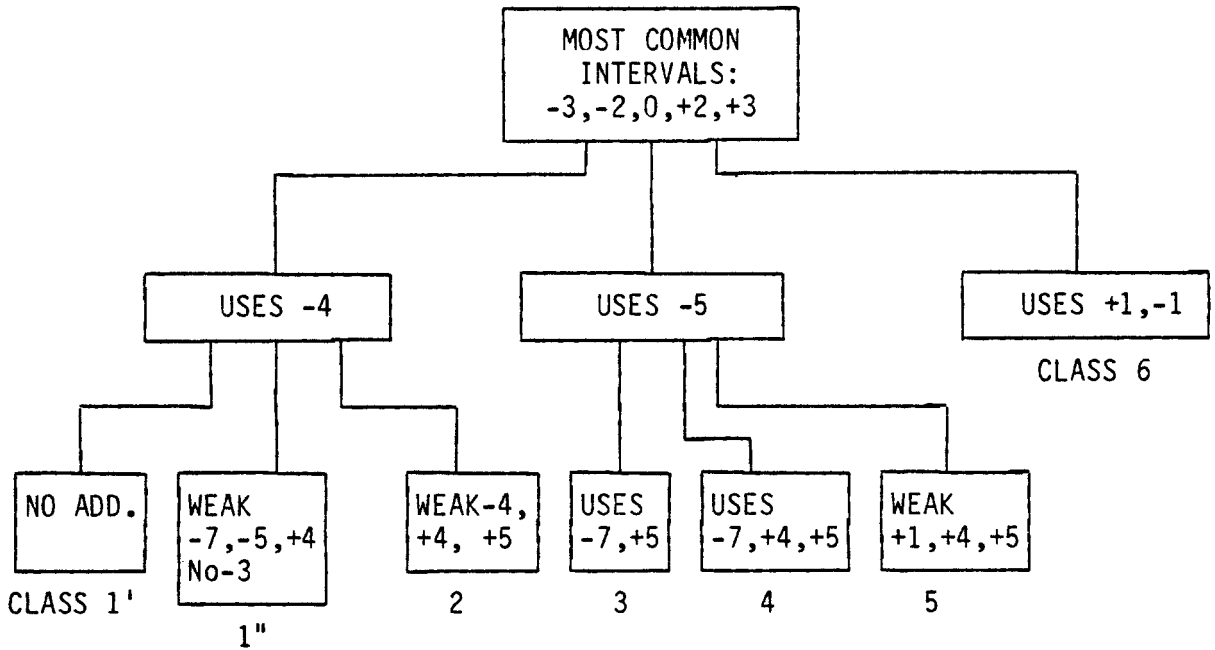 MOST COMMON
INTERVALS:
-3,-2,0,+2,+3
USES -4
USES -5
USES +1,-1
CLASS 6
NO ADD.
CLASS 1'
WEAK
-7,-5,+4
No-3
1"
WEAK-4,
+4, +5
2
USES
-7,+5
3
USES
-7,+4,+5
4
WEAK
+1,+4,+5
5